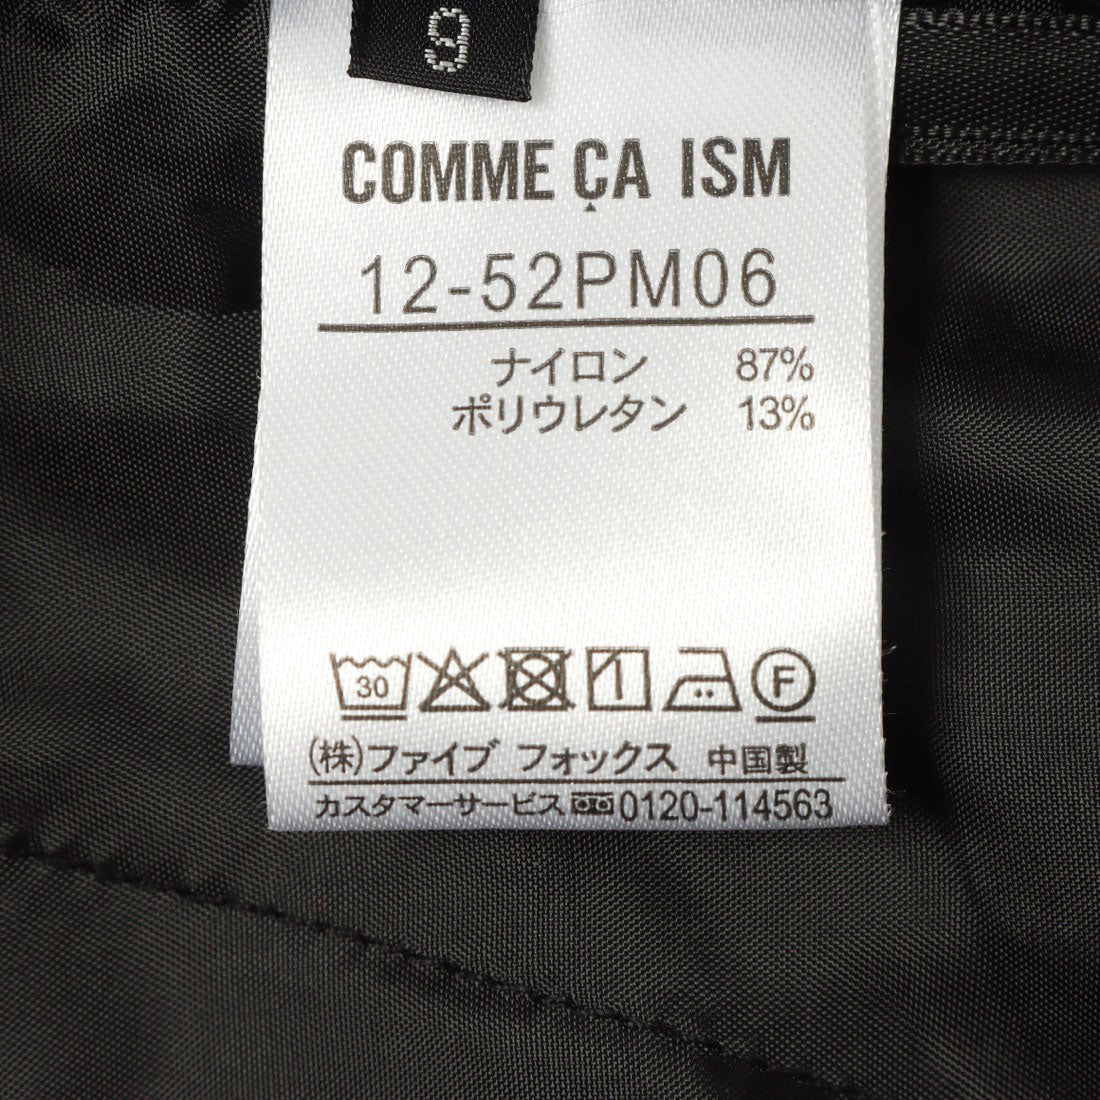 9
COMME ÇA ISM
12-52PM06
ナイロン 87%
ポリウレタン 13%
30 F
(株)ファイブ フォックス 中国製
カスタマーサービス 0120-114563